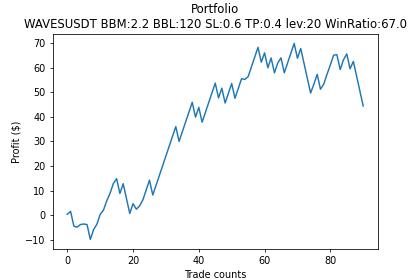 Portfolio
WAVESUSDT BBM:2.2 BBL:120 SL:0.6 TP:0.4 lev:20 WinRatio:67.0
70
60
50
40
30
20
10
0
−10
Profit ($)
0 20 40 60 80
Trade counts